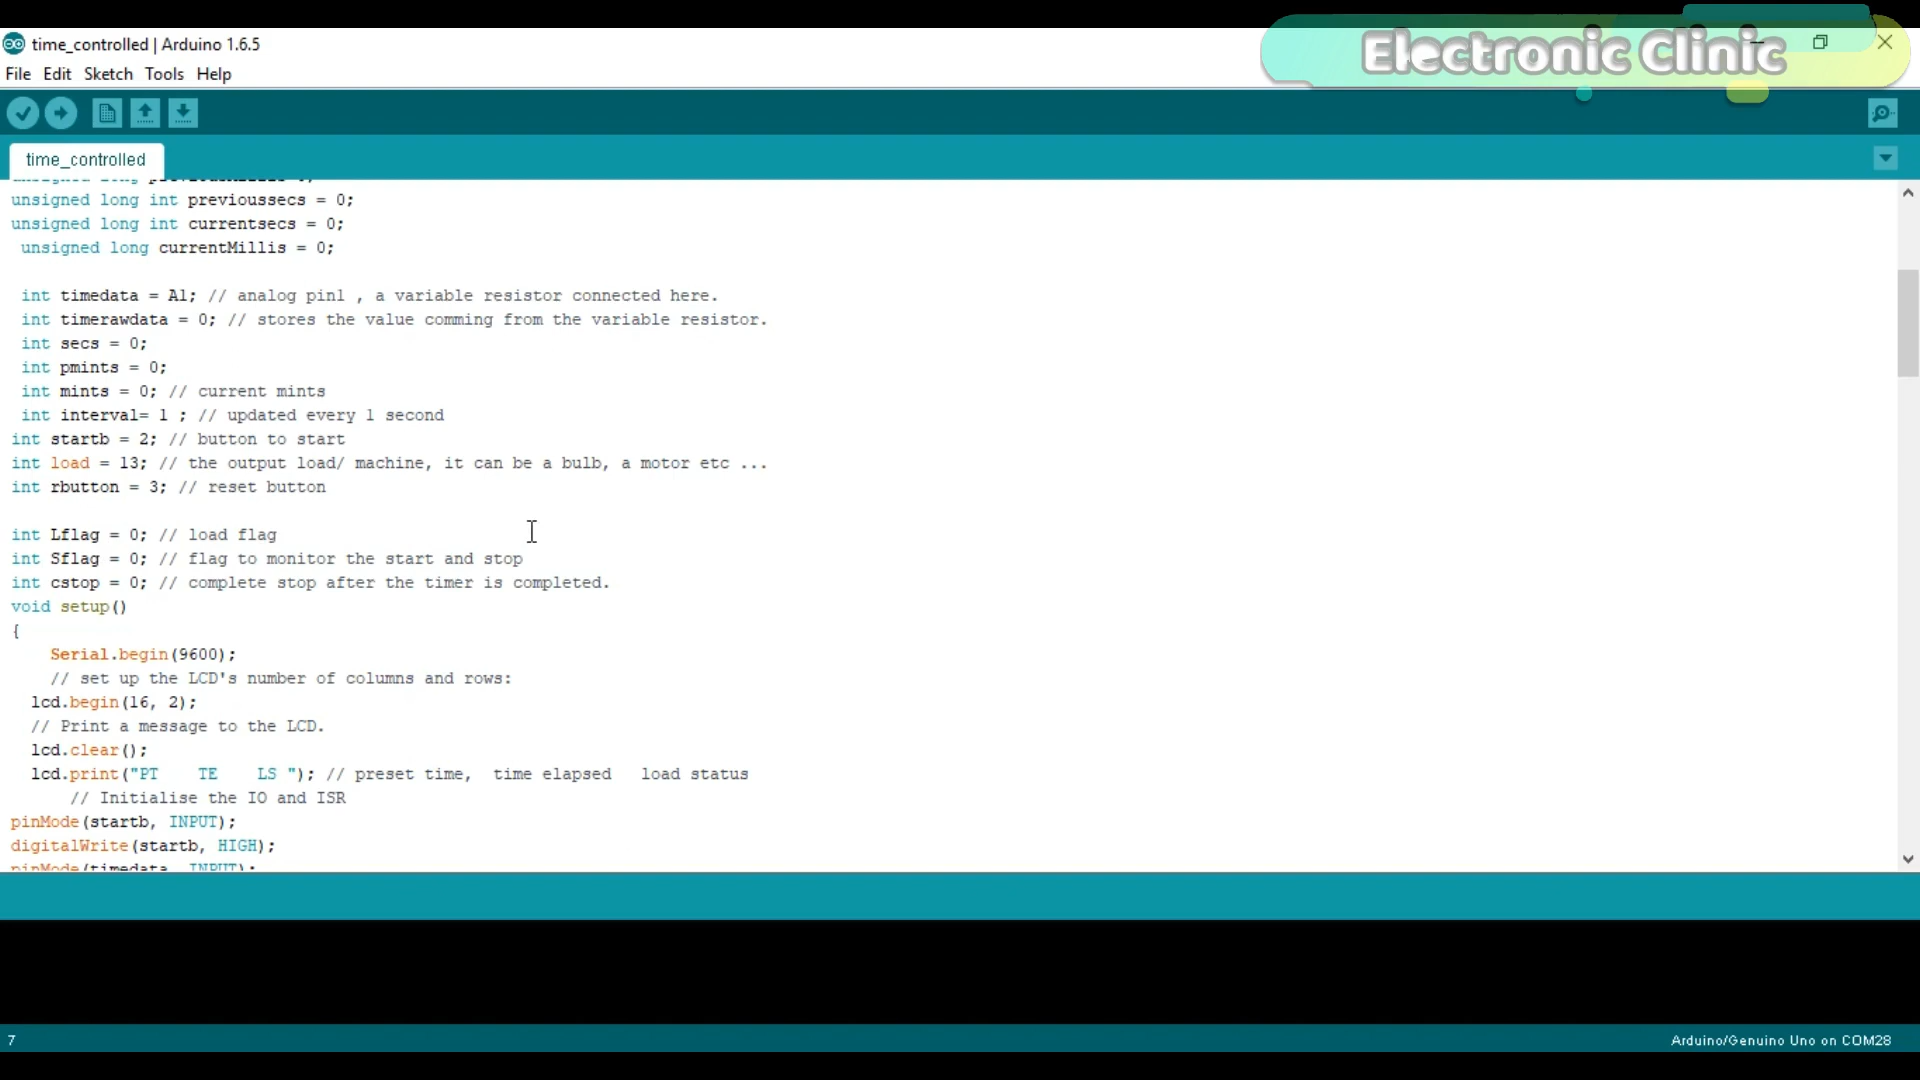 time_controlled | Arduino 1.6.5
Electronic Clinic
File Edit Sketch Tools Help
time_controlled
unsigned long int previoussecs = 0;
unsigned long int currentsecs = 0;
unsigned long currentMillis = 0;
int timedata = A1; // analog pin1 , a variable resistor connected here.
int timerawdata = 0; // stores the value comming from the variable resistor.
int secs = 0;
int pmints = 0;
int mints = 0; // current mints
int interval= 1 ; // updated every 1 second
int startb = 2; // button to start
int load = 13; // the output load/ machine, it can be a bulb, a motor etc ...
int rbutton = 3; // reset button
int Lflag = 0; // load flag
int Sflag = 0; // flag to monitor the start and stop
int cstop = 0; // complete stop after the timer is completed.
void setup()
{
Serial.begin(9600);
// set up the LCD's number of columns and rows:
lcd.begin(16, 2);
// Print a message to the LCD.
lcd.clear();
lcd.print("PT    TE    LS "); // preset time,  time elapsed   load status
// Initialise the IO and ISR
pinMode(startb, INPUT);
digitalWrite(startb, HIGH);
pinMode(timedata, INPUT);
7
Arduino/Genuino Uno on COM28